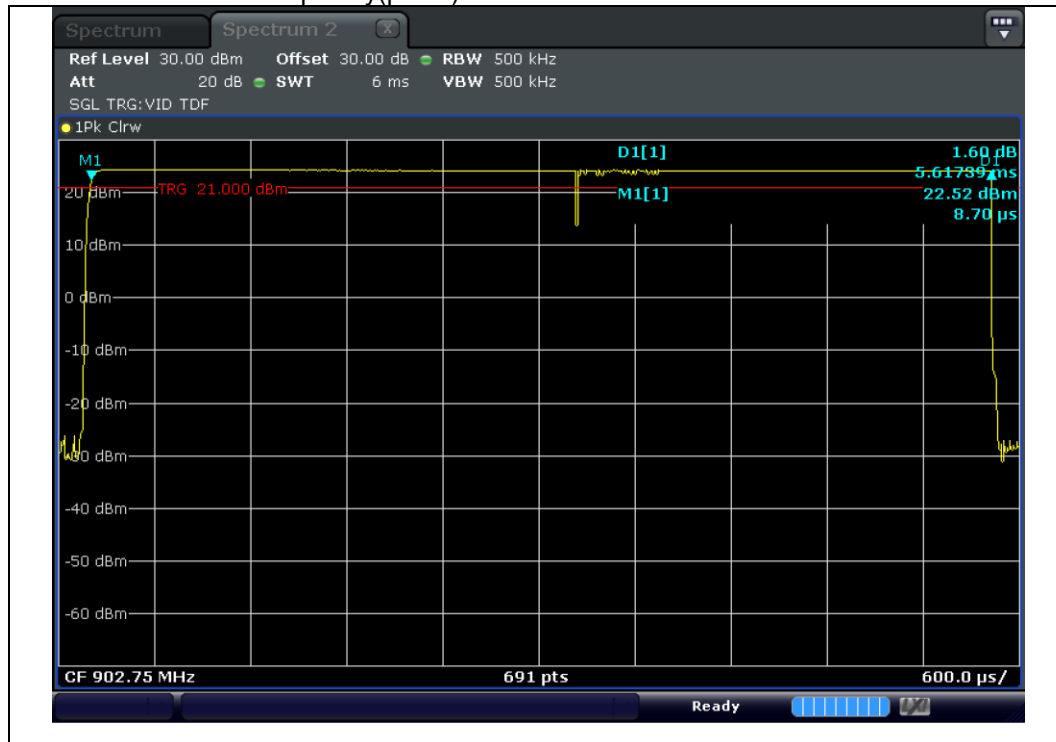 Spectrum Spectrum 2 X
Ref Level 30.00 dBm Offset 30.00 dB RBW 500 kHz
Att 20 dB SWT 6 ms VBW 500 kHz
SGL TRG:VID TDF
1Pk Clrw
D1[1] 1.60 dB
M1 D1
5.61739 ms
20 dBm TRG 21.000 dBm M1[1] 22.52 dBm
8.70 µs
10 dBm
0 dBm
-10 dBm
-20 dBm
-30 dBm
-40 dBm
-50 dBm
-60 dBm
CF 902.75 MHz 691 pts 600.0 µs/
Ready